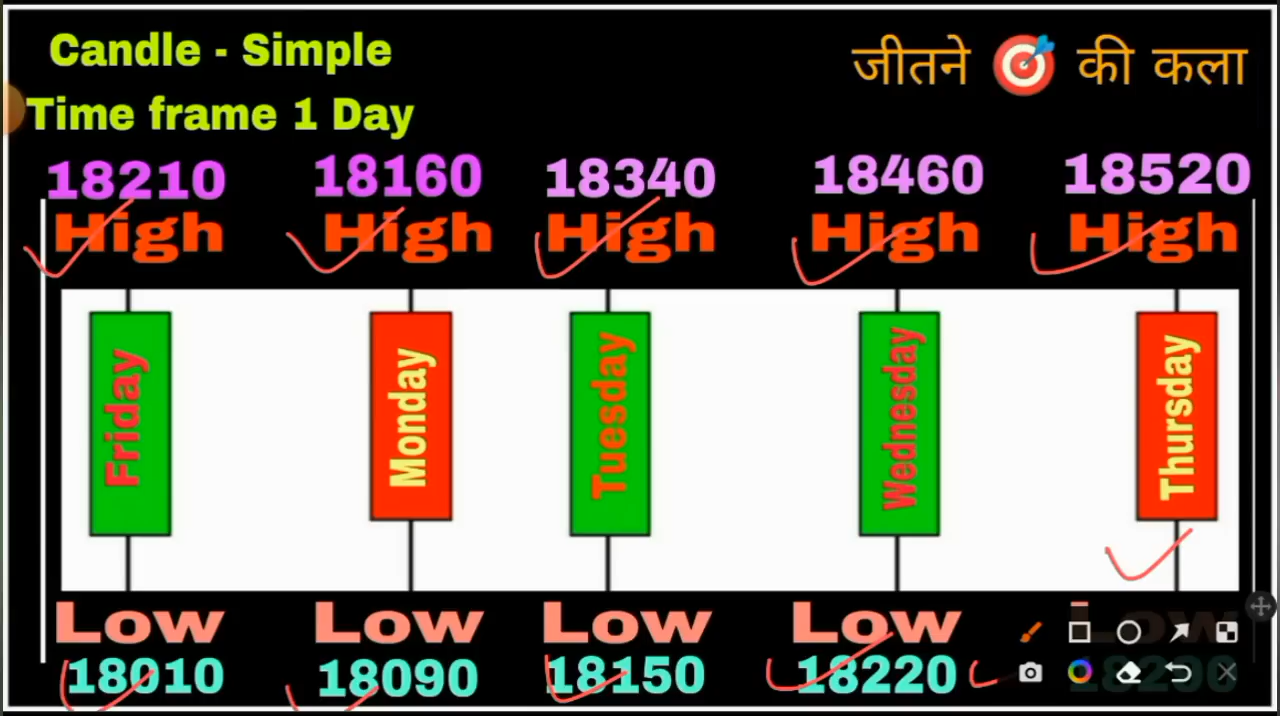 Candle - Simple
जीतने 🎯 की कला
Time frame 1 Day
18210 18160 18340 18460 18520
High High High High High
Friday Monday Tuesday Wednesday Thursday
Low Low Low Low Low
18010 18090 18150 18220